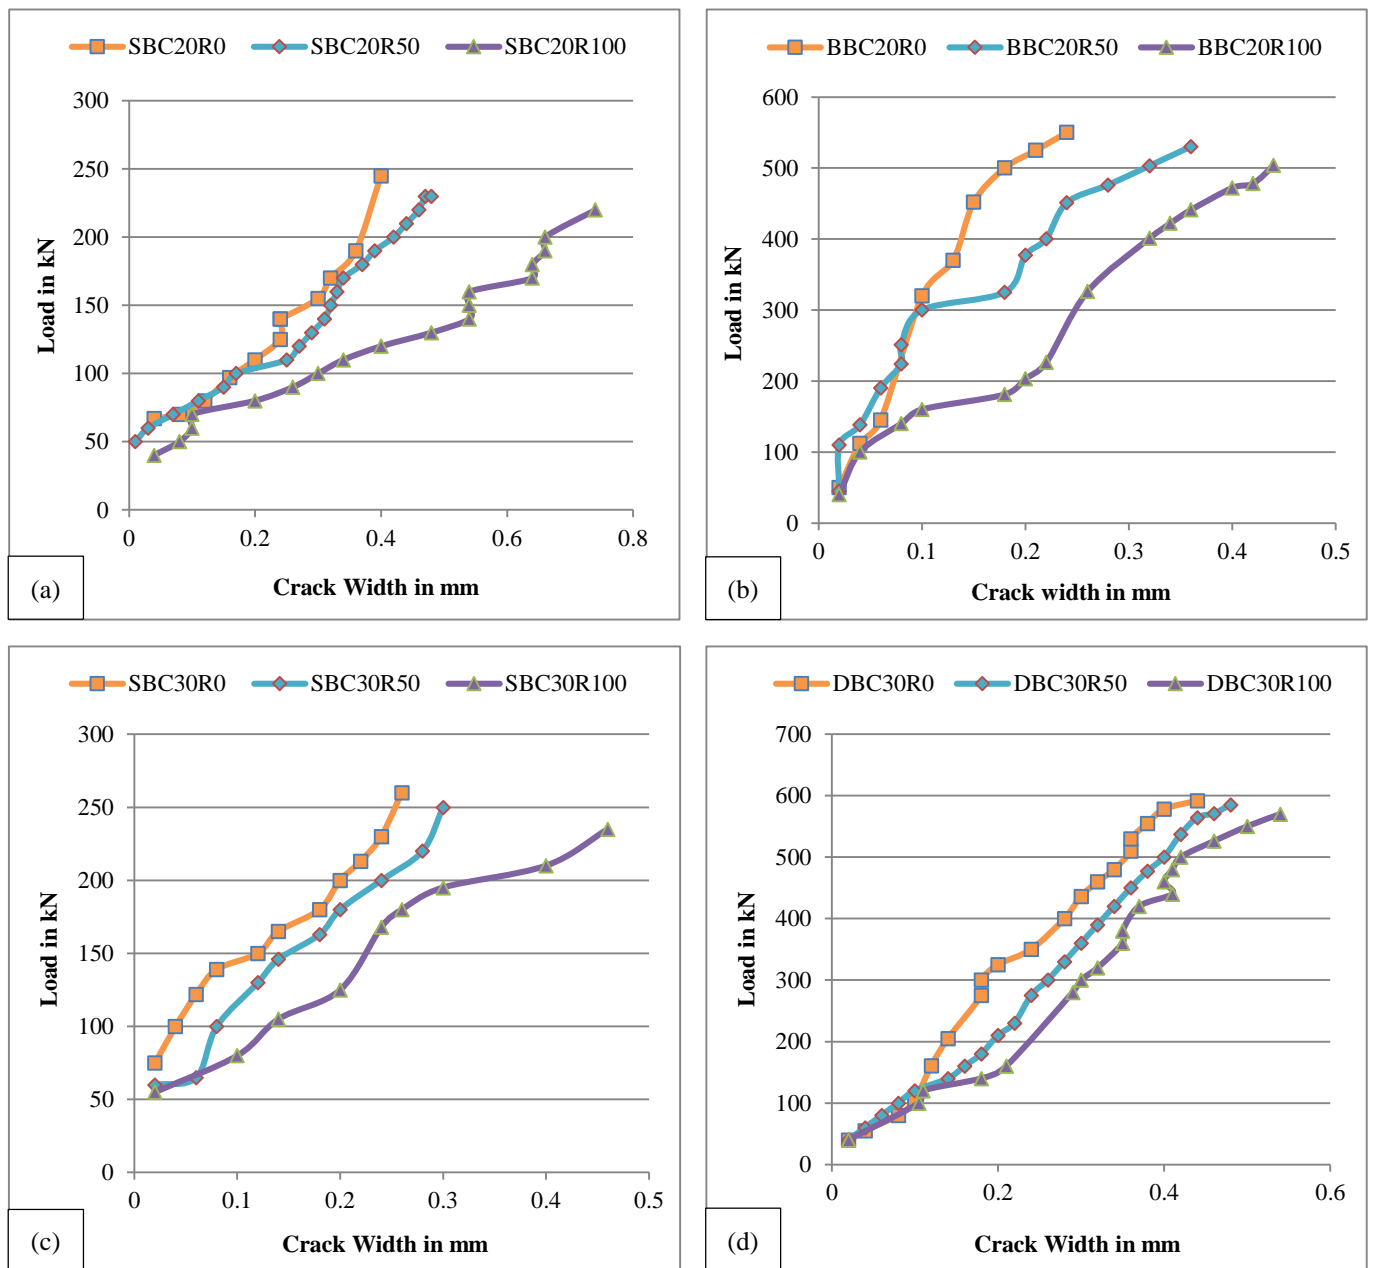 SBC20R0 SBC20R50 SBC20R100
300
250
200
150
100
50
0
0 0.2 0.4 0.6 0.8
Load in kN
Crack Width in mm
(a)
BBC20R0 BBC20R50 BBC20R100
600
500
400
300
200
100
0
0 0.1 0.2 0.3 0.4 0.5
Load in kN
Crack width in mm
(b)
SBC30R0 SBC30R50 SBC30R100
300
250
200
150
100
50
0
0 0.1 0.2 0.3 0.4 0.5
Load in kN
Crack Width in mm
(c)
DBC30R0 DBC30R50 DBC30R100
700
600
500
400
300
200
100
0
0 0.2 0.4 0.6
Load in kN
Crack Width in mm
(d)